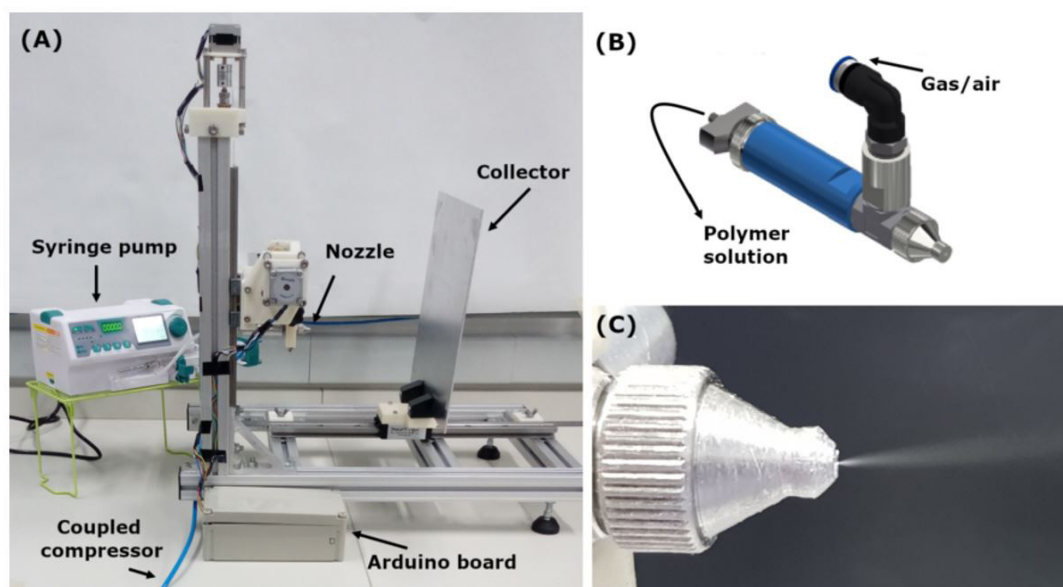 (A)
Collector
Syringe pump
Nozzle
Coupled
compressor
Arduino board
(B)
Gas/air
Polymer
solution
(C)